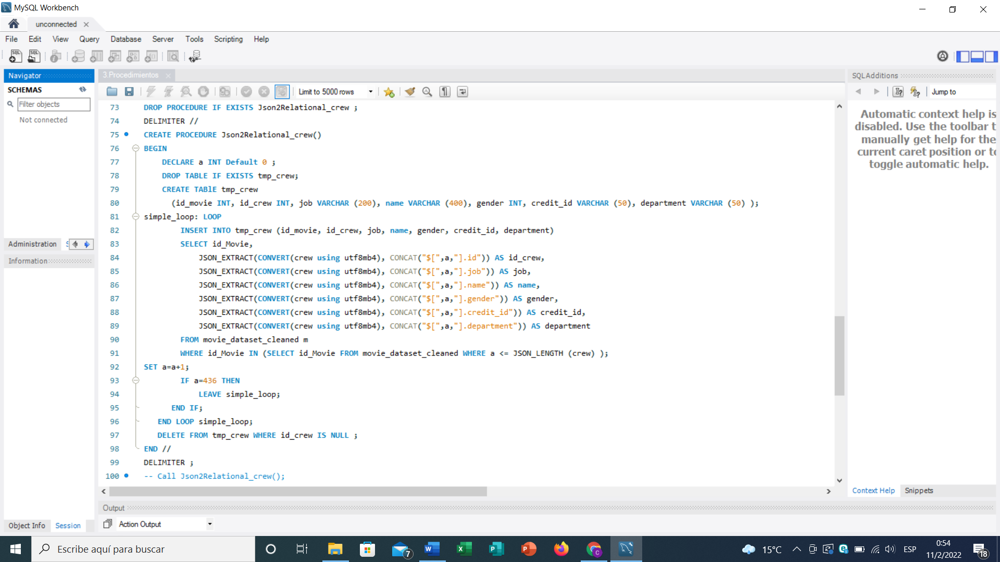 MySQL Workbench
unconnected
File Edit View Query Database Server Tools Scripting Help
Navigator
SCHEMAS
Filter objects
Not connected
Administration
Information
Object Info Session
3.Procedimientos
Limit to 5000 rows
73 DROP PROCEDURE IF EXISTS Json2Relational_crew ;
74 DELIMITER //
75 CREATE PROCEDURE Json2Relational_crew()
76 BEGIN
77 DECLARE a INT Default 0 ;
78 DROP TABLE IF EXISTS tmp_crew;
79 CREATE TABlE tmp_crew
80 (id_movie INT, id_crew INT, job VARCHAR (200), name VARCHAR (400), gender INT, credit_id VARCHAR (50), department VARCHAR (50) );
81 simple_loop: LOOP
82 INSERT INTO tmp_crew (id_movie, id_crew, job, name, gender, credit_id, department)
83 SELECT id_Movie,
84 JSON_EXTRACT(CONVERT(crew using utf8mb4), CONCAT("$[",a,"].id")) AS id_crew,
85 JSON_EXTRACT(CONVERT(crew using utf8mb4), CONCAT("$[",a,"].job")) AS job,
86 JSON_EXTRACT(CONVERT(crew using utf8mb4), CONCAT("$[",a,"].name")) AS name,
87 JSON_EXTRACT(CONVERT(crew using utf8mb4), CONCAT("$[",a,"].gender")) AS gender,
88 JSON_EXTRACT(CONVERT(crew using utf8mb4), CONCAT("$[",a,"].credit_id")) AS credit_id,
89 JSON_EXTRACT(CONVERT(crew using utf8mb4), CONCAT("$[",a,"].department")) AS department
90 FROM movie_dataset_cleaned m
91 WHERE id_Movie IN (SELECT id_Movie FROM movie_dataset_cleaned WHERE a <= JSON_LENGTH (crew) );
92 SET a=a+1;
93 IF a=436 THEN
94 LEAVE simple_loop;
95 END IF;
96 END LOOP simple_loop;
97 DELETE FROM tmp_crew WHERE id_crew IS NULL ;
98 END //
99 DELIMITER ;
100 -- Call Json2Relational_crew();
Output
Action Output
SQLAdditions
Jump to
Automatic context help is
disabled. Use the toolbar t
manually get help for the
current caret position or to
toggle automatic help.
Context Help Snippets
Escribe aquí para buscar
7
15°C
ESP
0:54
11/2/2022
18